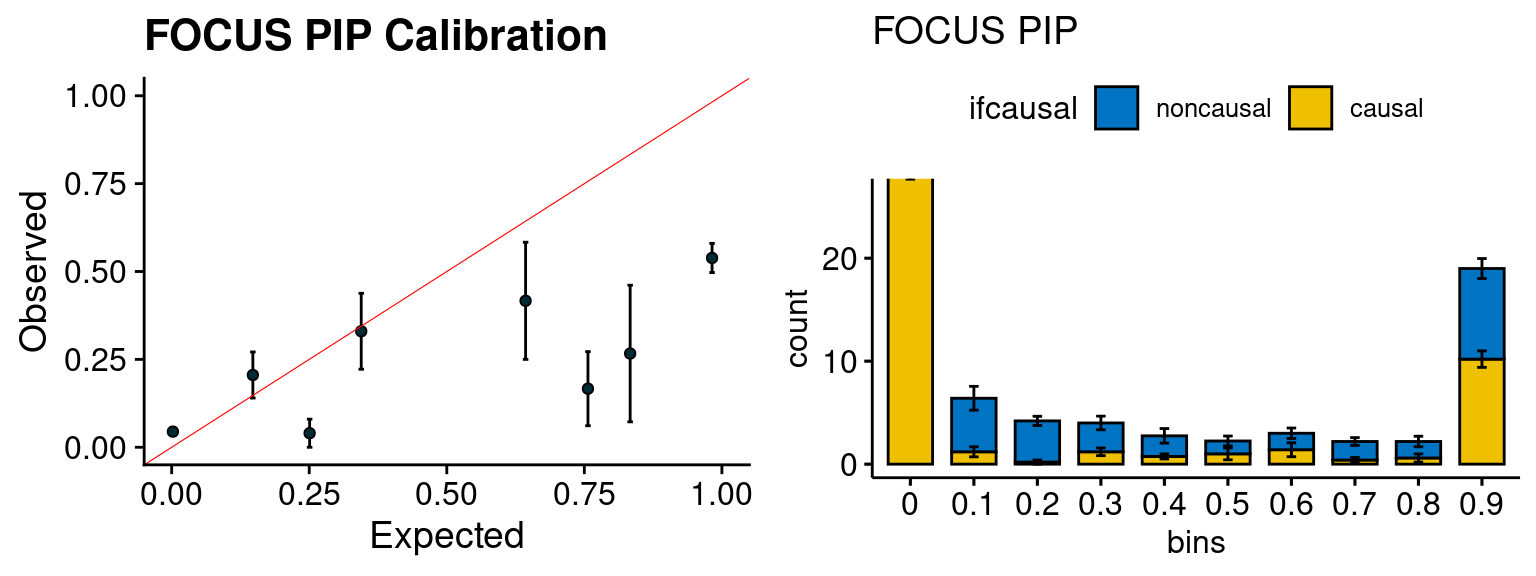 FOCUS PIP Calibration
Observed
1.00
0.75
0.50
0.25
0.00
0.00 0.25 0.50 0.75 1.00
Expected
FOCUS PIP
ifcausal noncausal causal
count
20
10
0
0 0.1 0.2 0.3 0.4 0.5 0.6 0.7 0.8 0.9
bins